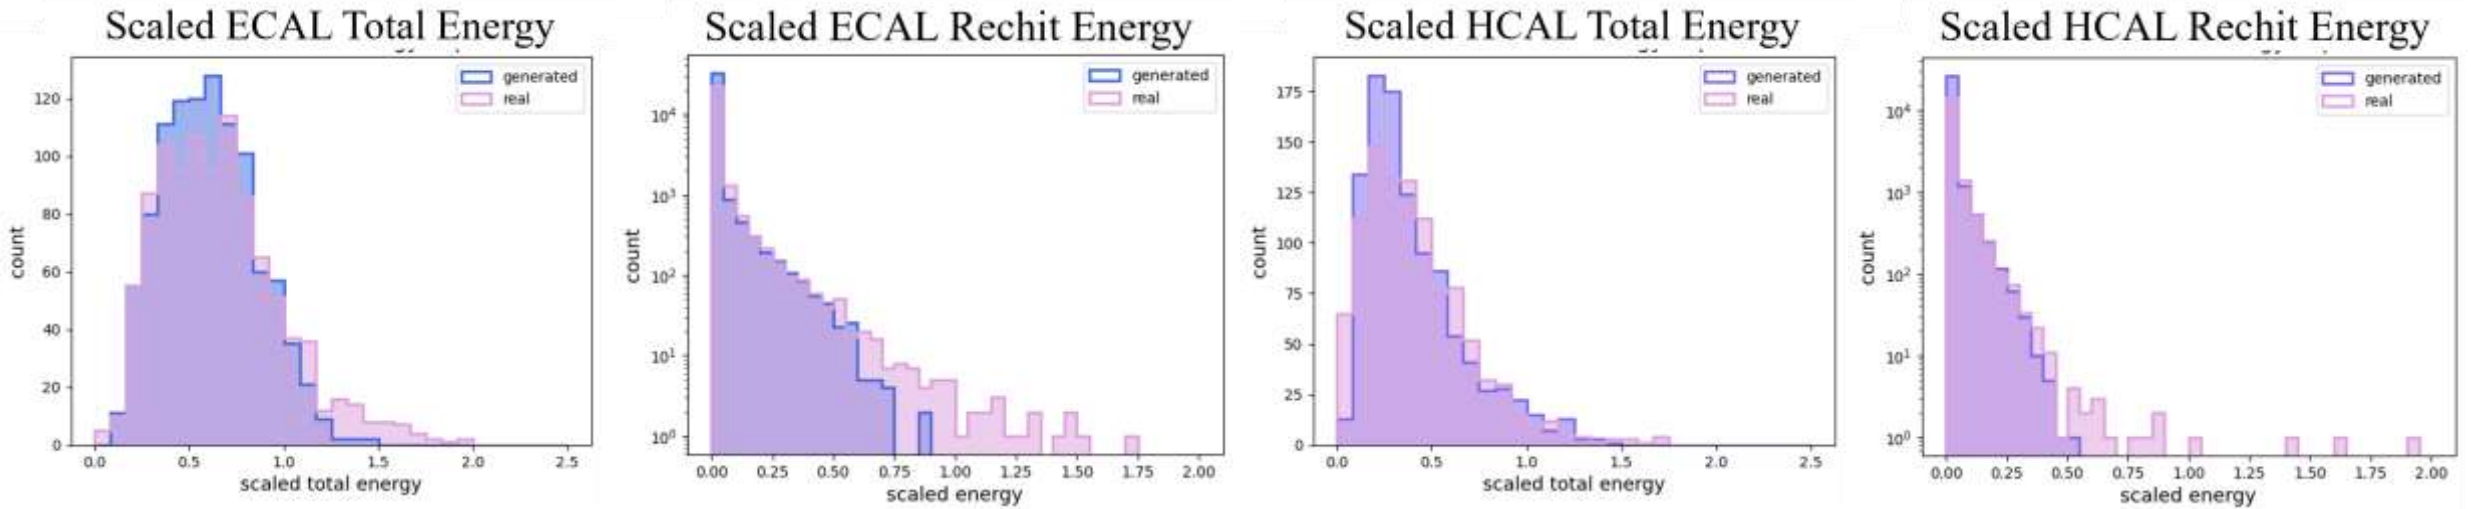 Scaled ECAL Total Energy
generated
real
120
100
80
60
40
20
0
count
0.0 0.5 1.0 1.5 2.0 2.5
scaled total energy
Scaled ECAL Rechit Energy
generated
real
10⁴
10³
10²
10¹
10⁰
count
0.00 0.25 0.50 0.75 1.00 1.25 1.50 1.75 2.00
scaled energy
Scaled HCAL Total Energy
generated
real
175
150
125
100
75
50
25
0
count
0.0 0.5 1.0 1.5 2.0 2.5
scaled total energy
Scaled HCAL Rechit Energy
generated
real
10⁴
10³
10²
10¹
10⁰
count
0.00 0.25 0.50 0.75 1.00 1.25 1.50 1.75 2.00
scaled energy